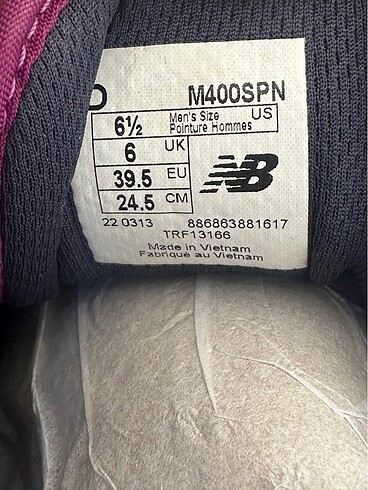 D M400SPN
6½ Men's Size US
Pointure Hommes
6 UK
39.5 EU
24.5 CM
NB
22 0313 886863881617
TRF13166
Made in Vietnam
Fabriqué au Vietnam